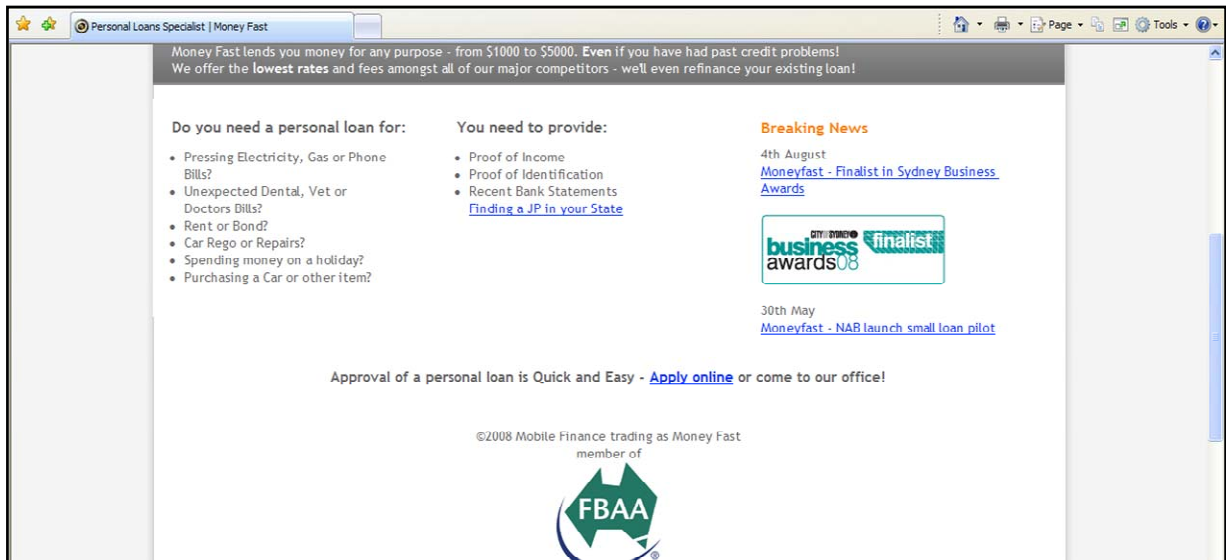 Personal Loans Specialist | Money Fast
Page
Tools
Money Fast lends you money for any purpose - from $1000 to $5000. Even if you have had past credit problems!
We offer the lowest rates and fees amongst all of our major competitors - we'll even refinance your existing loan!
Do you need a personal loan for:
• Pressing Electricity, Gas or Phone
Bills?
• Unexpected Dental, Vet or
Doctors Bills?
• Rent or Bond?
• Car Rego or Repairs?
• Spending money on a holiday?
• Purchasing a Car or other item?
You need to provide:
• Proof of Income
• Proof of Identification
• Recent Bank Statements
Finding a JP in your State
Breaking News
4th August
Moneyfast - Finalist in Sydney Business
Awards
CITY OF SYDNEY
business
awards08
finalist
30th May
Moneyfast - NAB launch small loan pilot
Approval of a personal loan is Quick and Easy - Apply online or come to our office!
©2008 Mobile Finance trading as Money Fast
member of
FBAA
®